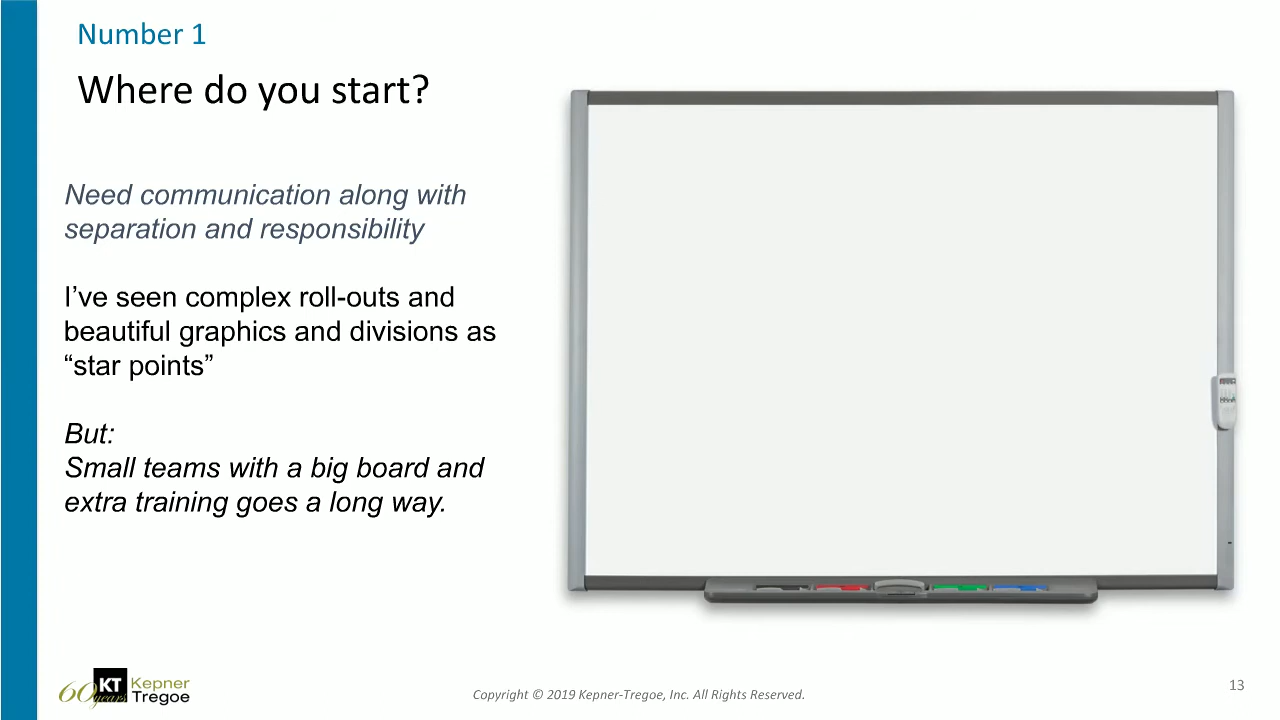 Number 1
Where do you start?
Need communication along with
separation and responsibility
I’ve seen complex roll-outs and
beautiful graphics and divisions as
“star points”
But:
Small teams with a big board and
extra training goes a long way.
60 years
KT
Kepner
Tregoe
Copyright © 2019 Kepner-Tregoe, Inc. All Rights Reserved.
13